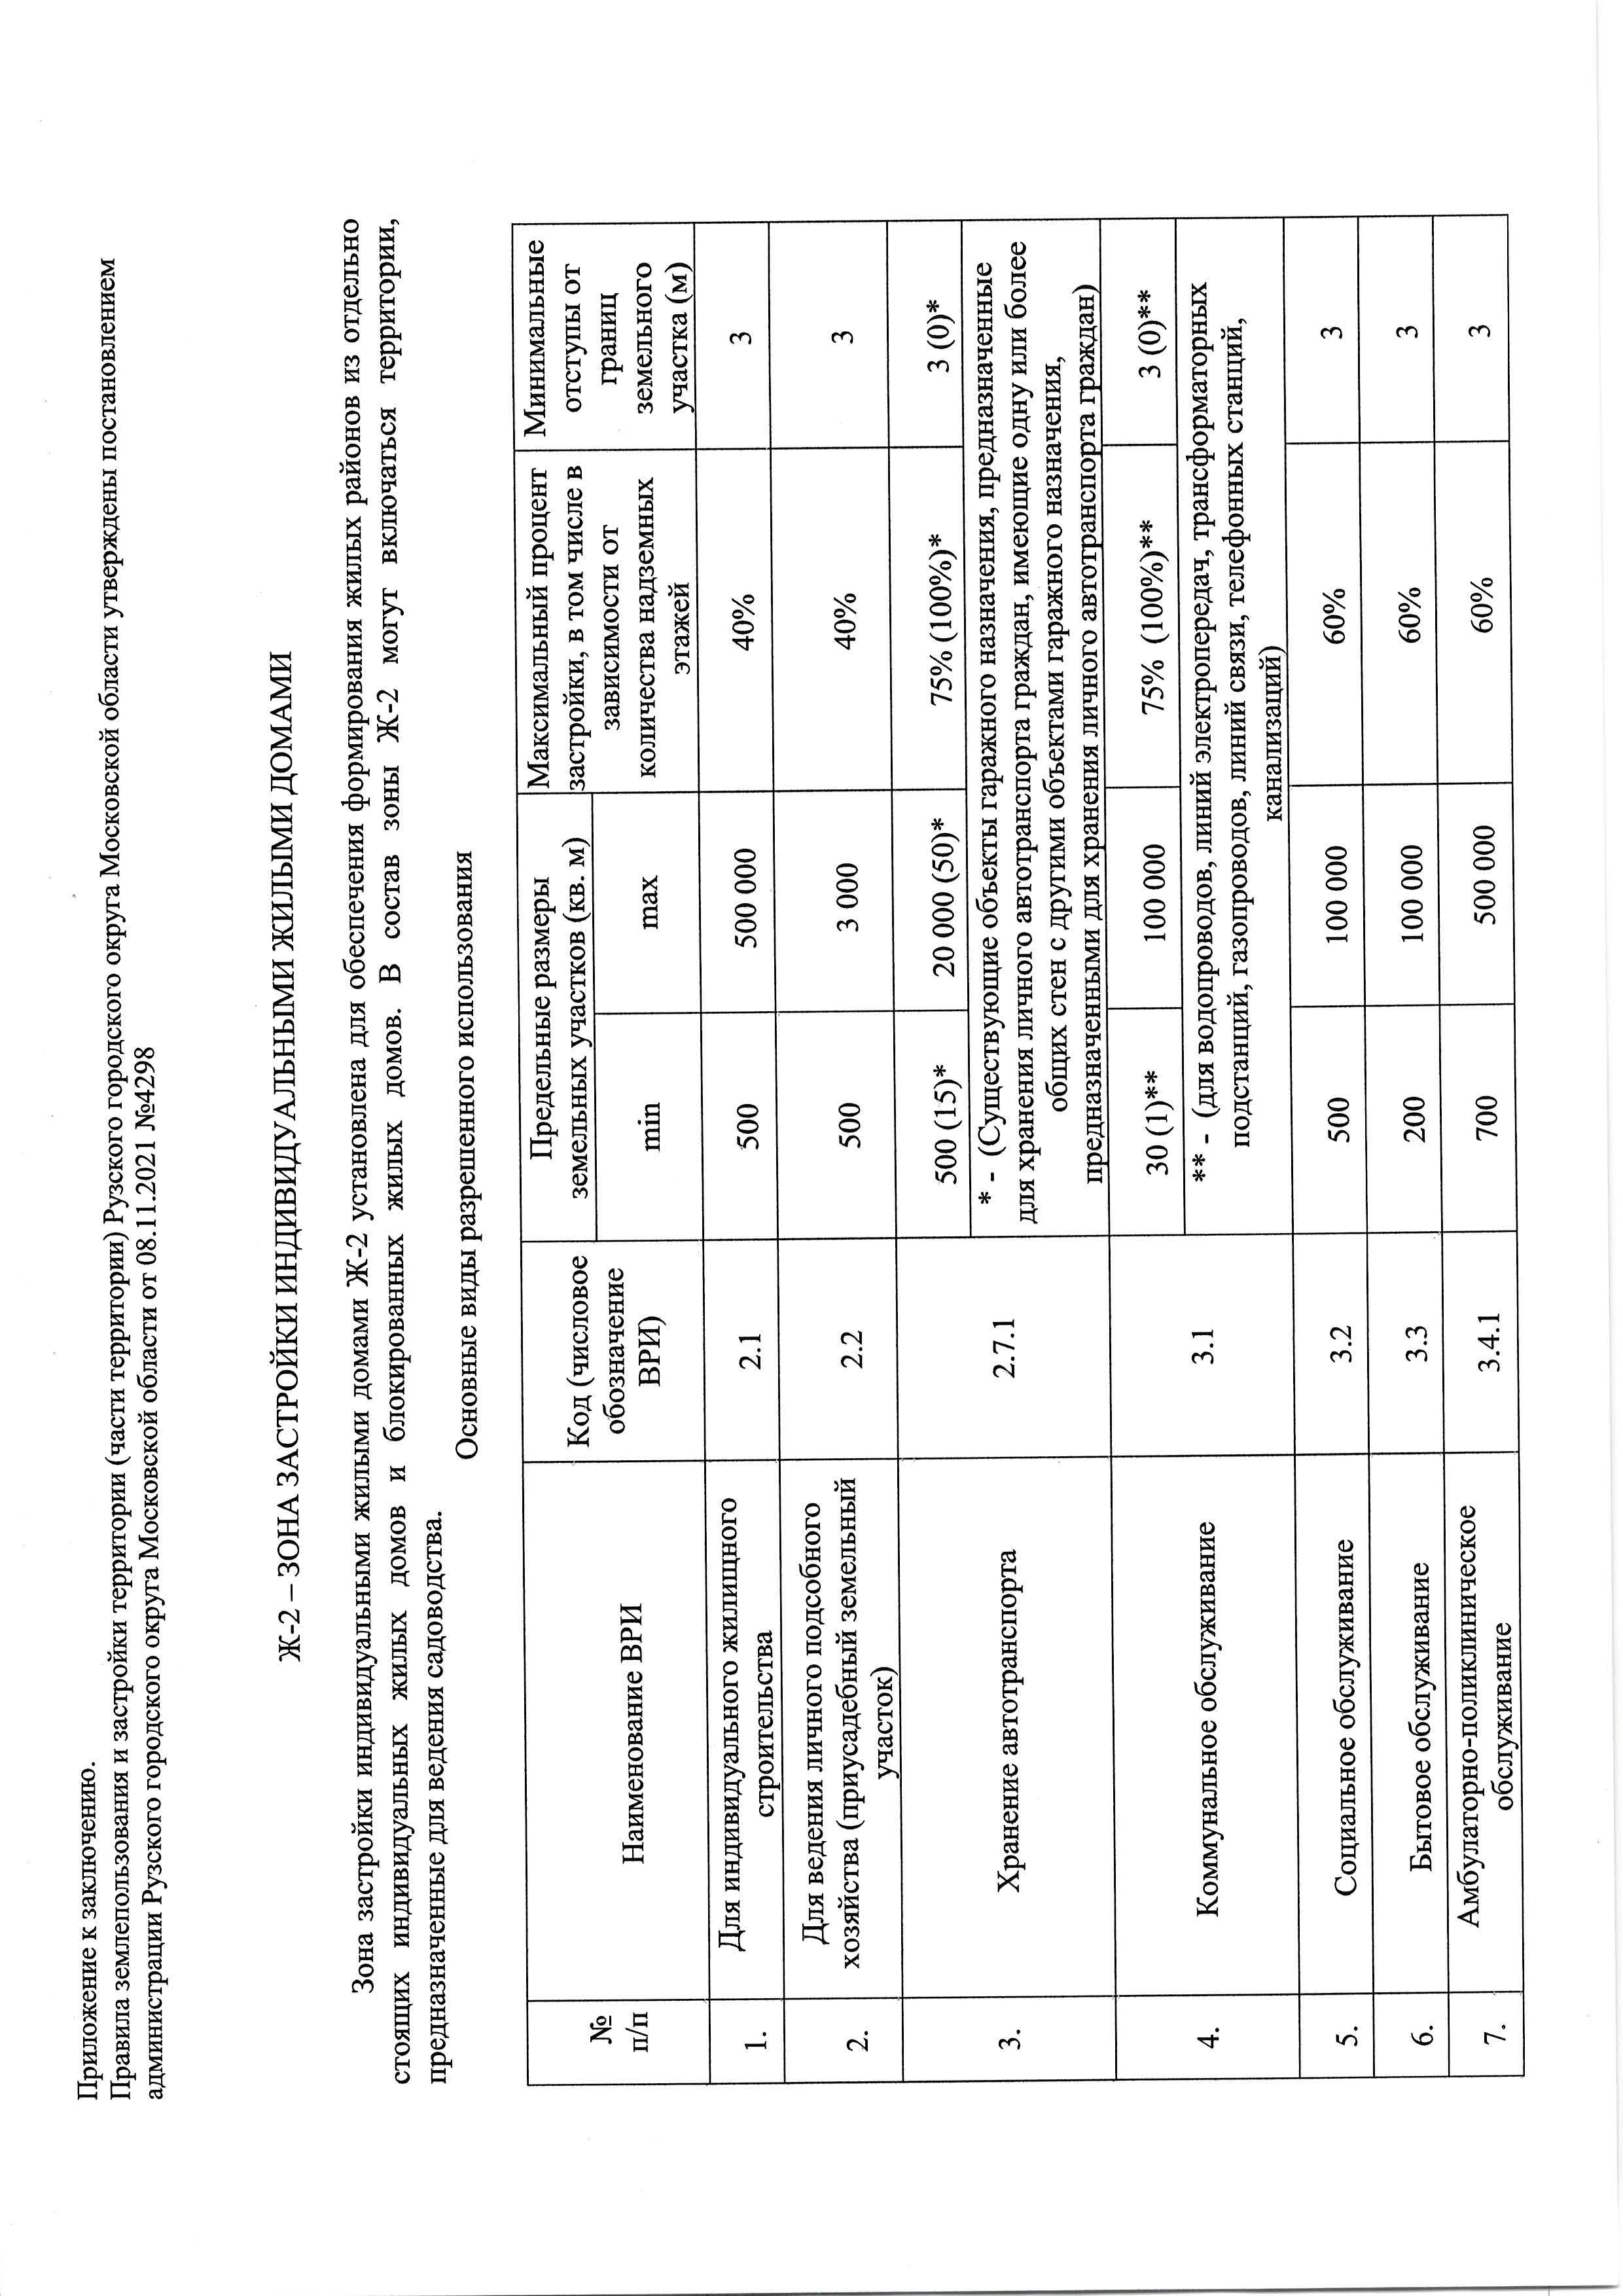 Приложение к заключению.
Правила землепользования и застройки территории (части территории) Рузского городского округа Московской области утверждены постановлением
администрации Рузского городского округа Московской области от 08.11.2021 №4298
Ж-2 – ЗОНА ЗАСТРОЙКИ ИНДИВИДУАЛЬНЫМИ ЖИЛЫМИ ДОМАМИ
Зона застройки индивидуальными жилыми домами Ж-2 установлена для обеспечения формирования жилых районов из отдельно
стоящих индивидуальных жилых домов и блокированных жилых домов. В состав зоны Ж-2 могут включаться территории,
предназначенные для ведения садоводства.
Основные виды разрешенного использования
№
п/п
Наименование ВРИ
Код (числовое
обозначение
ВРИ)
Предельные размеры
земельных участков (кв. м)
min
max
Максимальный процент
застройки, в том числе в
зависимости от
количества надземных
этажей
Минимальные
отступы от
границ
земельного
участка (м)
1.
Для индивидуального жилищного
строительства
2.1
500
500 000
40%
3
2.
Для ведения личного подсобного
хозяйства (приусадебный земельный
участок)
2.2
500
3 000
40%
3
3.
Хранение автотранспорта
2.7.1
500 (15)*
20 000 (50)*
75% (100%)*
3 (0)*
* - (Существующие объекты гаражного назначения, предназначенные
для хранения личного автотранспорта граждан, имеющие одну или более
общих стен с другими объектами гаражного назначения,
предназначенными для хранения личного автотранспорта граждан)
4.
Коммунальное обслуживание
3.1
30 (1)**
100 000
75% (100%)**
3 (0)**
** - (для водопроводов, линий электропередач, трансформаторных
подстанций, газопроводов, линий связи, телефонных станций,
канализаций)
5.
Социальное обслуживание
3.2
500
100 000
60%
3
6.
Бытовое обслуживание
3.3
200
100 000
60%
3
7.
Амбулаторно-поликлиническое
обслуживание
3.4.1
700
500 000
60%
3